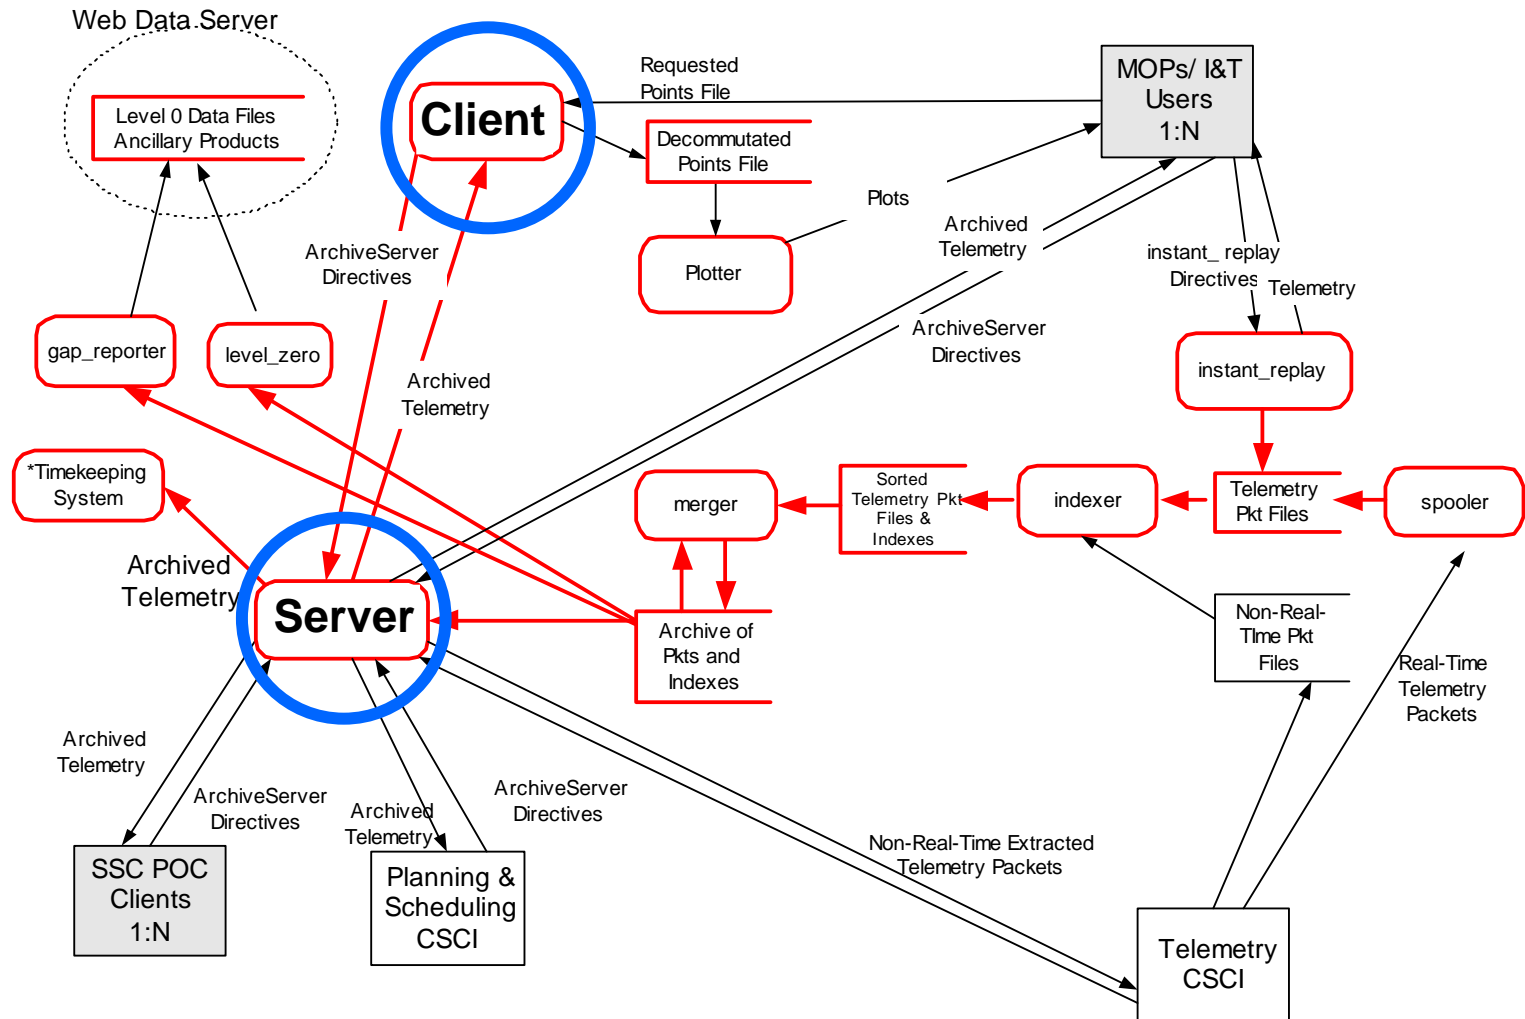 Web Data Server
Level 0 Data Files
Ancillary Products
Client
Requested
Points File
Decommutated
Points File
MOPs/ I&T
Users
1:N
Plots
Plotter
ArchiveServer
Directives
Archived
Telemetry
instant_ replay
Directives
Telemetry
ArchiveServer
Directives
gap_reporter
level_zero
Archived
Telemetry
instant_replay
*Timekeeping
System
merger
Sorted
Telemetry Pkt
Files &
Indexes
indexer
Telemetry
Pkt Files
spooler
Archived
Telemetry
Server
Archive of
Pkts and
Indexes
Non-Real-
TIme Pkt
Files
Real-Time
Telemetry
Packets
Archived
Telemetry
ArchiveServer
Directives
Archived
Telemetry
ArchiveServer
Directives
Non-Real-Time Extracted
Telemetry Packets
SSC POC
Clients
1:N
Planning &
Scheduling
CSCI
Telemetry
CSCI